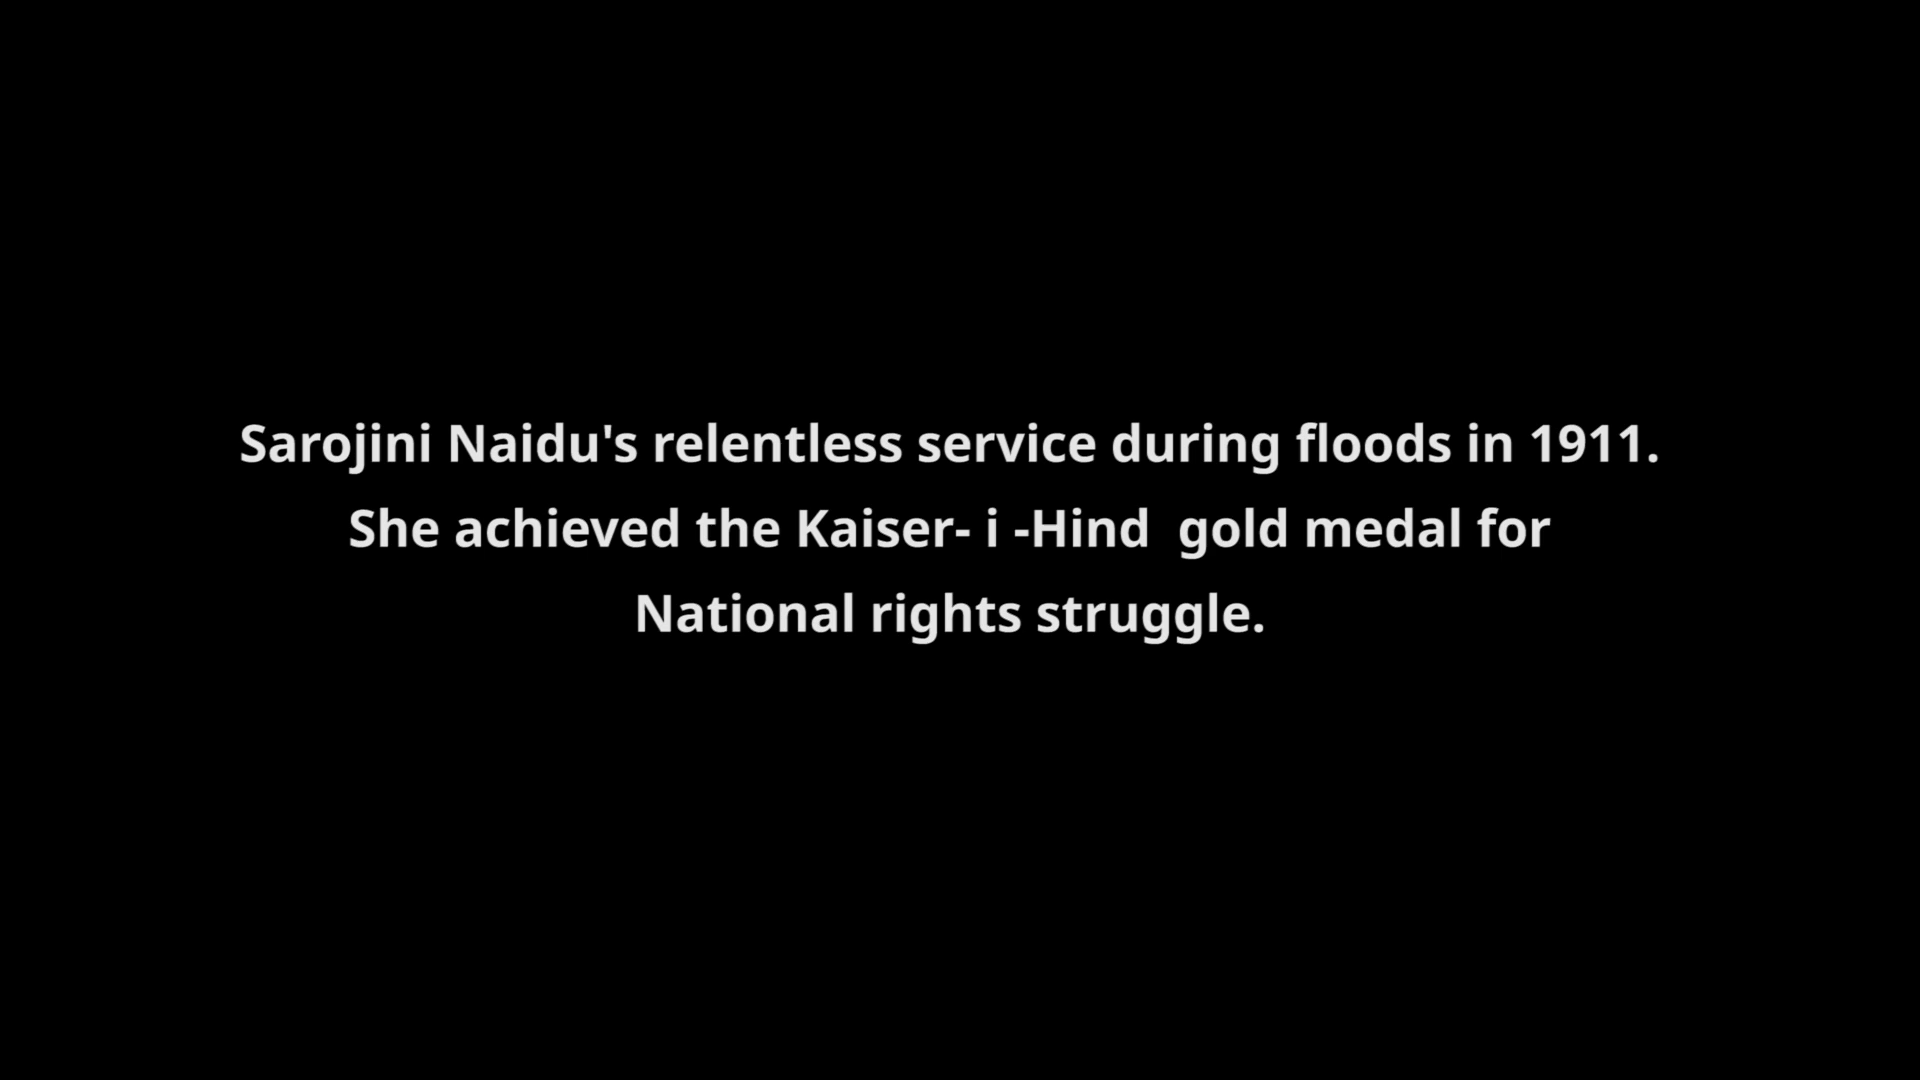 Sarojini Naidu's relentless service during floods in 1911.
She achieved the Kaiser- i -Hind  gold medal for
National rights struggle.